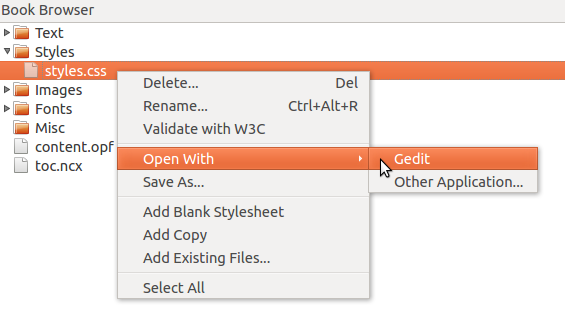 Book Browser
Text
Styles
styles.css
Images
Fonts
Misc
content.opf
toc.ncx
Delete... Del
Rename... Ctrl+Alt+R
Validate with W3C
Open With
Save As...
Add Blank Stylesheet
Add Copy
Add Existing Files...
Select All
Gedit
Other Application...